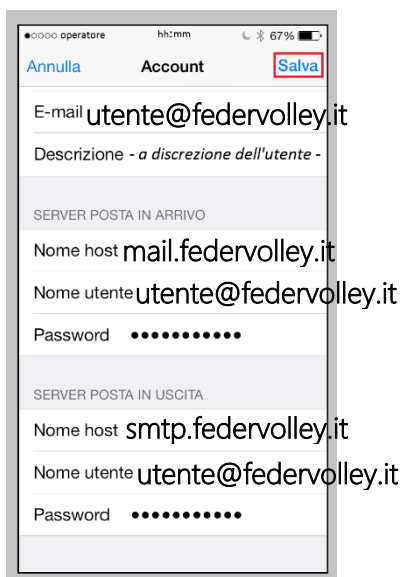 ●○○○○ operatore hh:mm 67%
Annulla Account Salva
E-mail utente@federvolley.it
Descrizione - a discrezione dell'utente -
SERVER POSTA IN ARRIVO
Nome host mail.federvolley.it
Nome utente utente@federvolley.it
Password ●●●●●●●●●●●
SERVER POSTA IN USCITA
Nome host smtp.federvolley.it
Nome utente utente@federvolley.it
Password ●●●●●●●●●●●